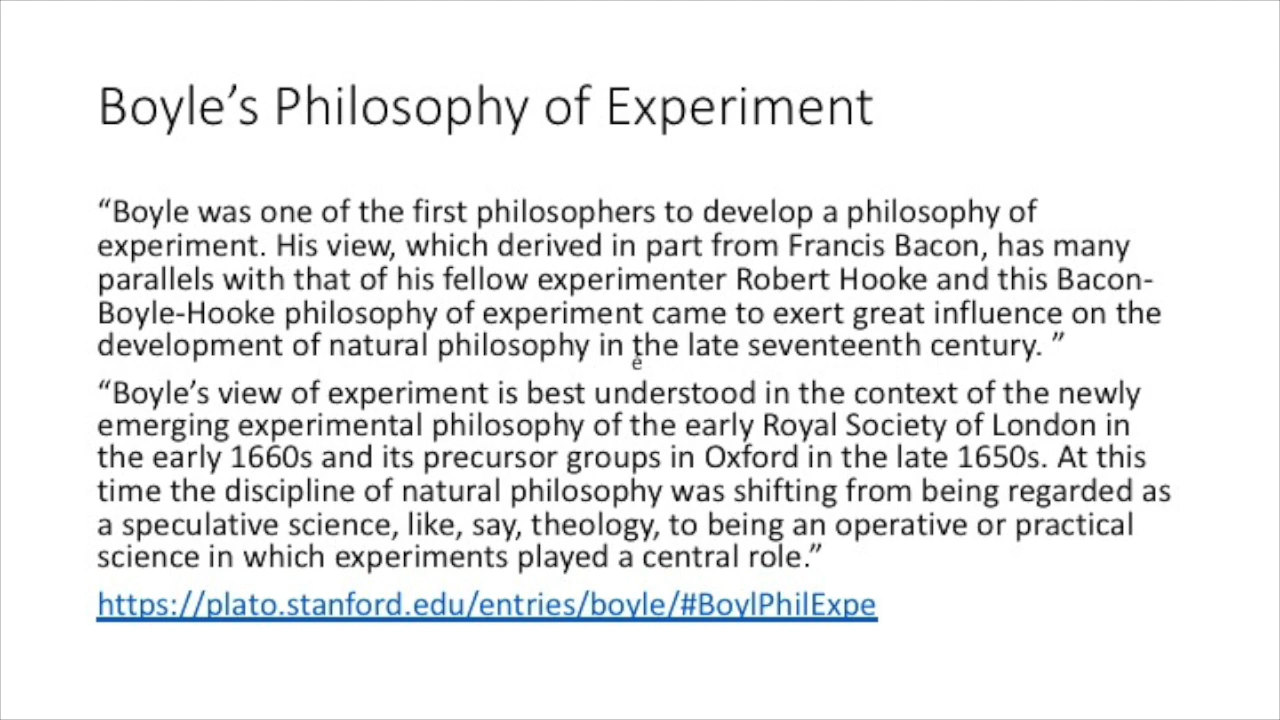 Boyle’s Philosophy of Experiment
“Boyle was one of the first philosophers to develop a philosophy of
experiment. His view, which derived in part from Francis Bacon, has many
parallels with that of his fellow experimenter Robert Hooke and this Bacon-
Boyle-Hooke philosophy of experiment came to exert great influence on the
development of natural philosophy in the late seventeenth century. ”
è
“Boyle’s view of experiment is best understood in the context of the newly
emerging experimental philosophy of the early Royal Society of London in
the early 1660s and its precursor groups in Oxford in the late 1650s. At this
time the discipline of natural philosophy was shifting from being regarded as
a speculative science, like, say, theology, to being an operative or practical
science in which experiments played a central role.”
https://plato.stanford.edu/entries/boyle/#BoylPhilExpe